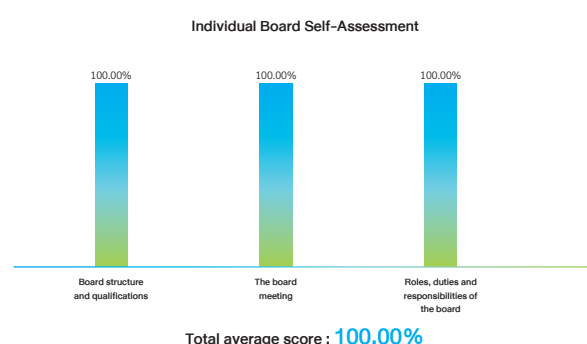 Individual Board Self-Assessment
100.00% 100.00% 100.00%
Board structure
and qualifications
The board
meeting
Roles, duties and
responsibilities of
the board
Total average score : 100.00%